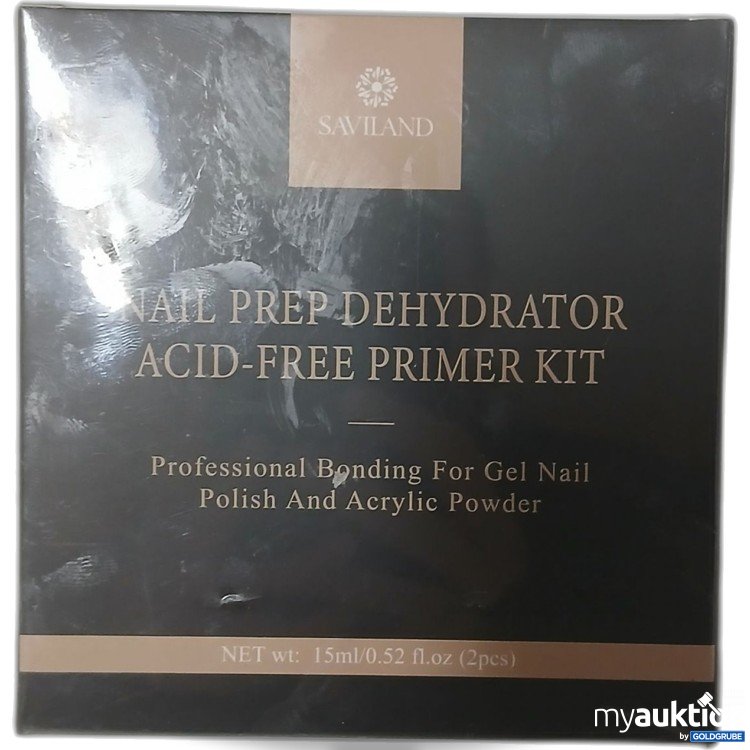 SAVILAND
NAIL PREP DEHYDRATOR
ACID-FREE PRIMER KIT
Professional Bonding For Gel Nail
Polish And Acrylic Powder
NET wt: 15ml/0.52 fl.oz (2pcs)
myauktio
by GOLDGRUBE